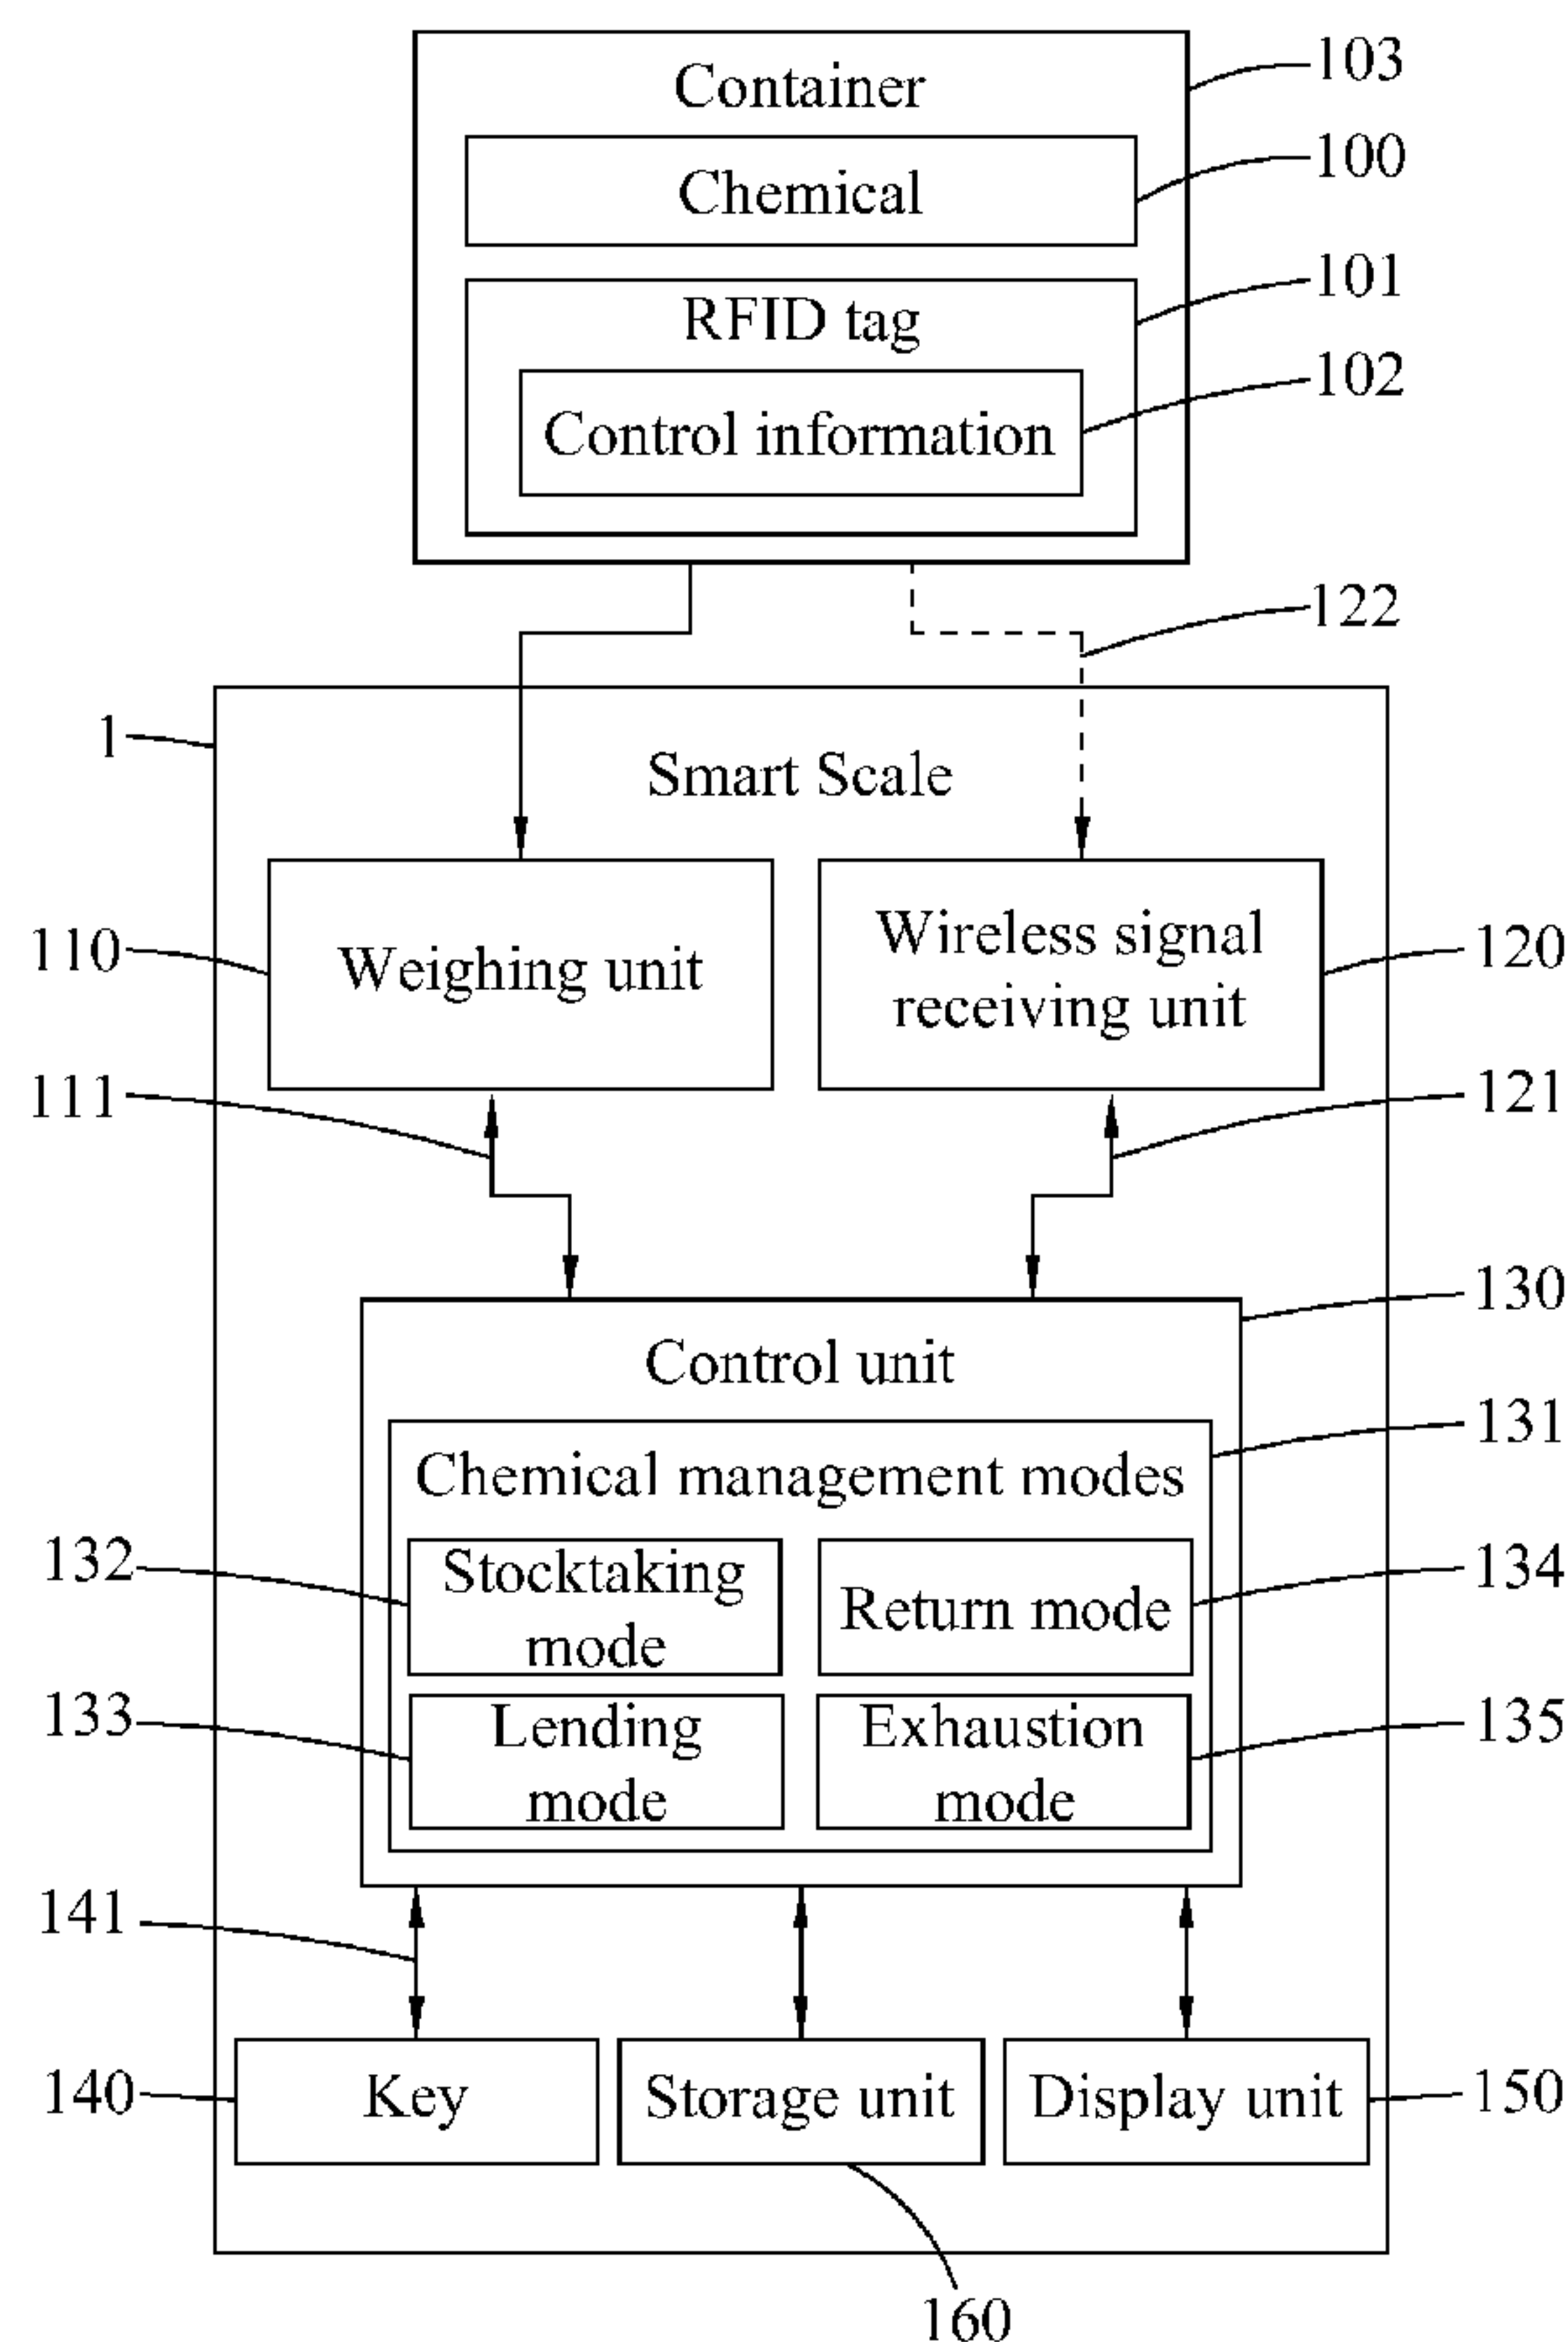 Container
103
Chemical
100
RFID tag
101
Control information
102
122
1
Smart Scale
110
Weighing unit
Wireless signal
receiving unit
120
111
121
Control unit
130
Chemical management modes
131
132
Stocktaking
mode
Return mode
134
133
Lending
mode
Exhaustion
mode
135
141
140
Key
Storage unit
Display unit
150
160